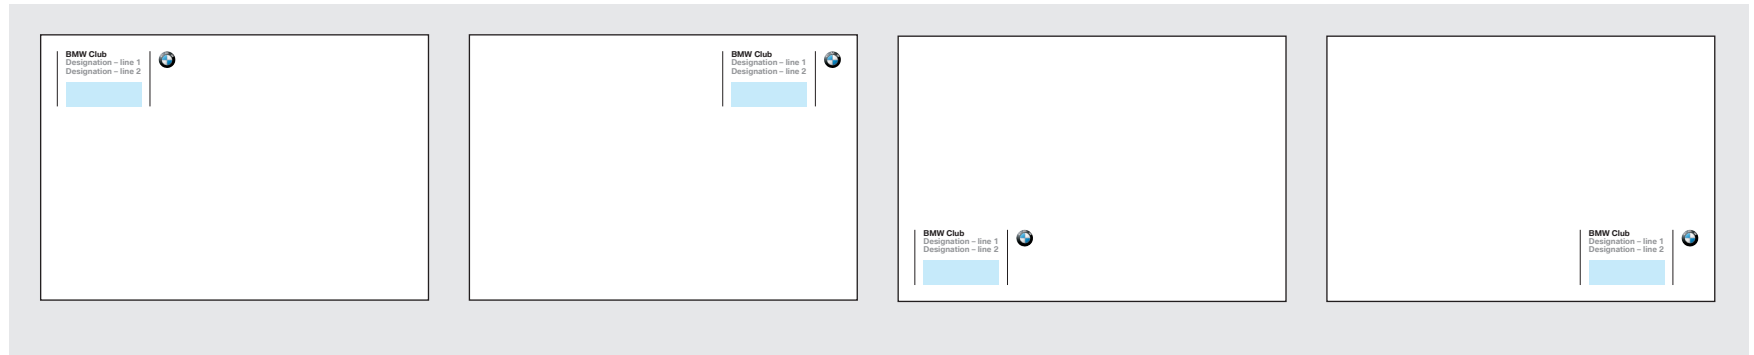 BMW Club
Designation – line 1
Designation – line 2
BMW Club
Designation – line 1
Designation – line 2
BMW Club
Designation – line 1
Designation – line 2
BMW Club
Designation – line 1
Designation – line 2